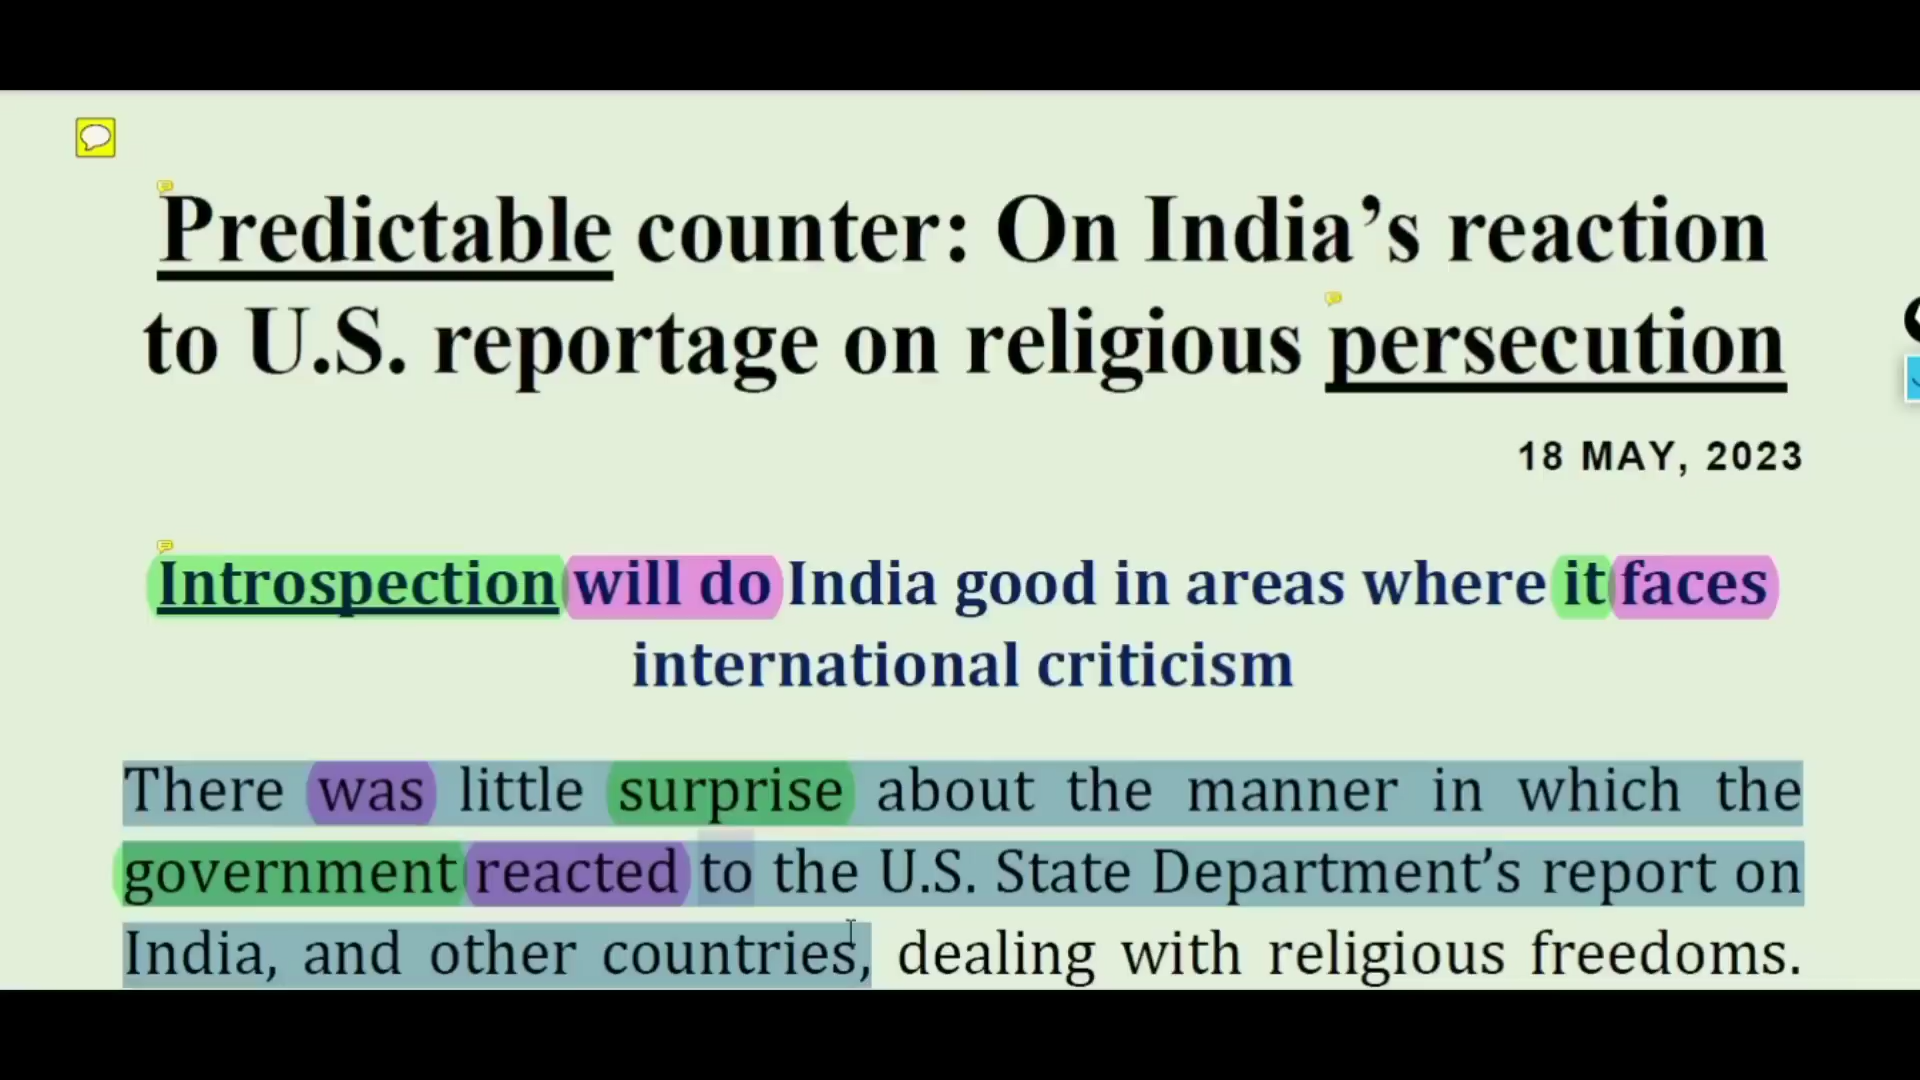 Predictable counter: On India’s reaction
to U.S. reportage on religious persecution
18 MAY, 2023
Introspection will do India good in areas where it faces
international criticism
There was little surprise about the manner in which the
government reacted to the U.S. State Department’s report on
India, and other countries, dealing with religious freedoms.